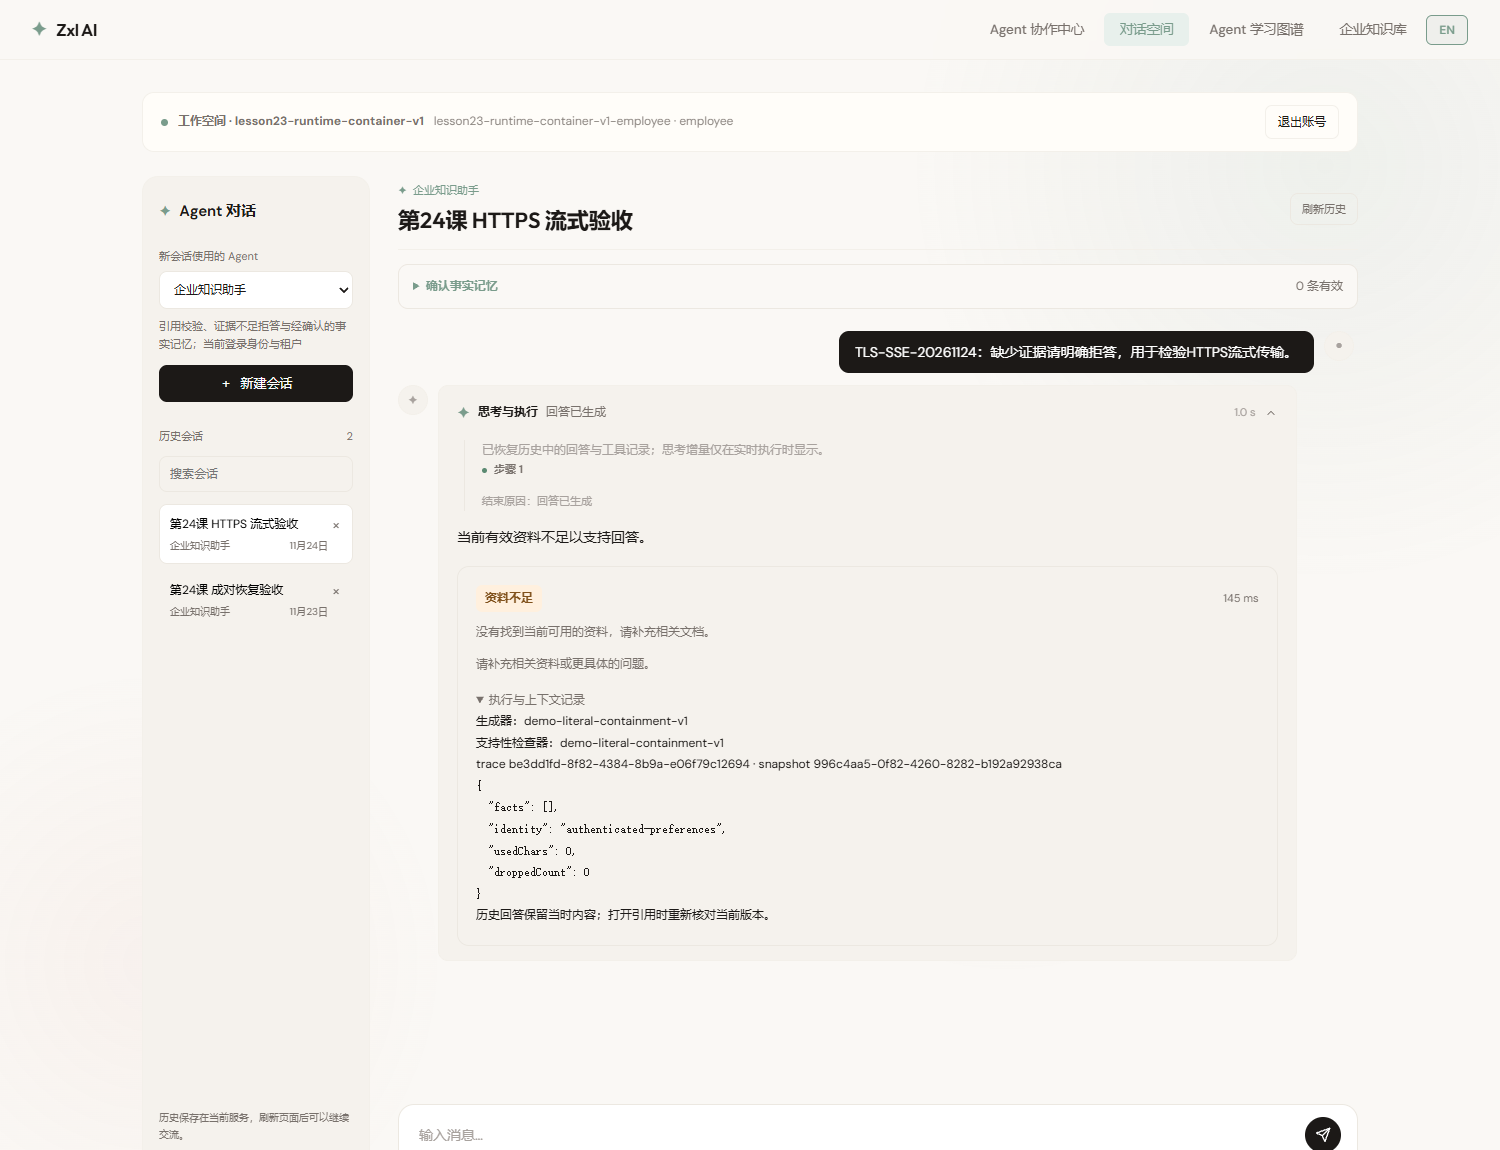 Zxl AI
Agent 协作中心
对话空间
Agent 学习图谱
企业知识库
EN
工作空间 · lesson23-runtime-container-v1 lesson23-runtime-container-v1-employee · employee
退出账号
Agent 对话
新会话使用的 Agent
企业知识助手
引用校验、证据不足拒答与经确认的事
实记忆；当前登录身份与租户
+ 新建会话
历史会话 2
搜索会话
第24课 HTTPS 流式验收 ×
企业知识助手 11月24日
第24课 成对恢复验收 ×
企业知识助手 11月23日
历史保存在当前服务，刷新页面后可以继续
交流。
企业知识助手
第24课 HTTPS 流式验收
刷新历史
确认事实记忆 0 条有效
TLS-SSE-20261124：缺少证据请明确拒答，用于检验HTTPS流式传输。
思考与执行 回答已生成 1.0 s
已恢复历史中的回答与工具记录；思考增量仅在实时执行时显示。
步骤 1
结束原因：回答已生成
当前有效资料不足以支持回答。
资料不足 145 ms
没有找到当前可用的资料，请补充相关文档。
请补充相关资料或更具体的问题。
▼ 执行与上下文记录
生成器：demo-literal-containment-v1
支持性检查器：demo-literal-containment-v1
trace be3dd1fd-8f82-4384-8b9a-e06f79c12694 · snapshot 996c4aa5-0f82-4260-8282-b192a92938ca
{
"facts": [],
"identity": "authenticated-preferences",
"usedChars": 0,
"droppedCount": 0
}
历史回答保留当时内容；打开引用时重新核对当前版本。
输入消息...